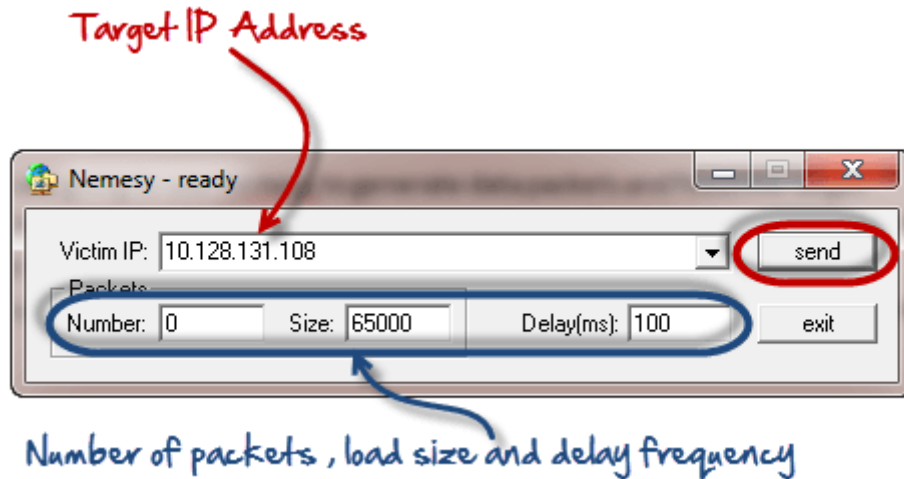 Target IP Address
Nemesy - ready
Victim IP: 10.128.131.108 send
Packets
Number: 0 Size: 65000 Delay(ms): 100 exit
Number of packets , load size and delay frequency